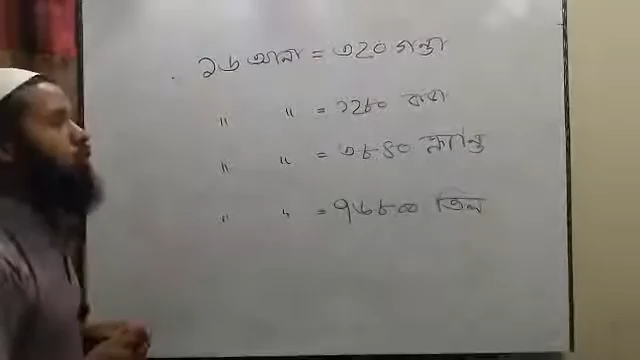 ১৬ আনা = ৩২০ গন্ডা
" " = ১২৮০ কড়া
" " = ৩৮৪০ ক্রান্তি
" " = ৭৬৮০০ তিল